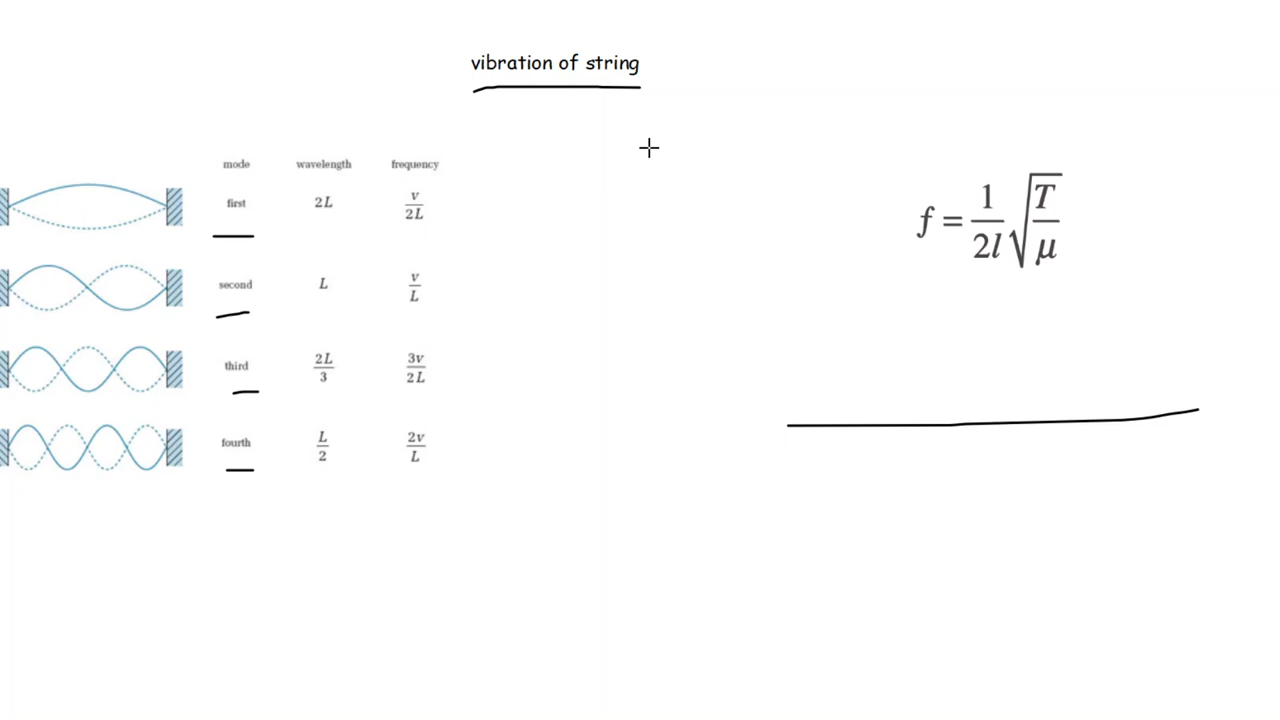 vibration of string
mode wavelength frequency
first 2L v/2L
second L v/L
third 2L/3 3v/2L
fourth L/2 2v/L
f = 1/2l √T/μ